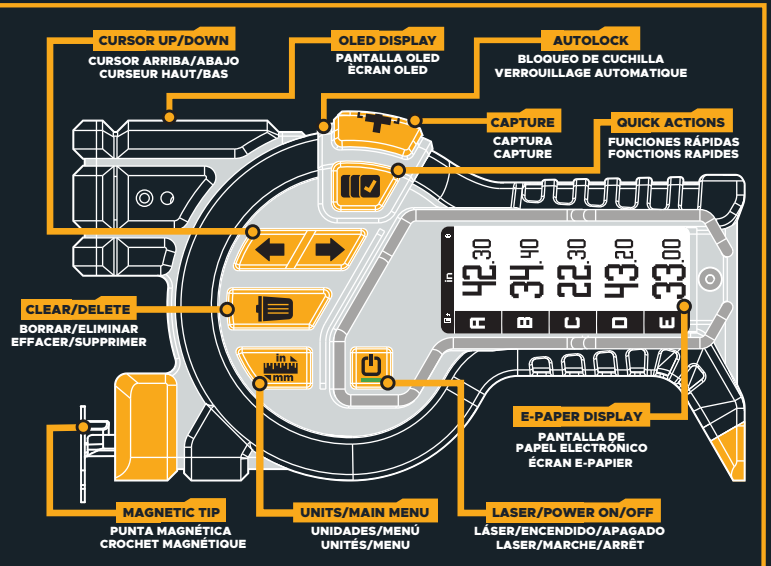 CURSOR UP/DOWN
CURSOR ARRIBA/ABAJO
CURSEUR HAUT/BAS
OLED DISPLAY
PANTALLA OLED
ÈCRAN OLED
AUTOLOCK
BLOQUEO DE CUCHILLA
VERROUILLAGE AUTOMATIQUE
CAPTURE
CAPTURA
CAPTURE
QUICK ACTIONS
FUNCIONES RÁPIDAS
FONCTIONS RAPIDES
in
A 42.30
B 34.40
C 22.30
D 43.20
E 33.00
CLEAR/DELETE
BORRAR/ELIMINAR
EFFACER/SUPPRIMER
in
mm
E-PAPER DISPLAY
PANTALLA DE
PAPEL ELECTRÓNICO
ÉCRAN E-PAPIER
MAGNETIC TIP
PUNTA MAGNÉTICA
CROCHET MAGNÉTIQUE
UNITS/MAIN MENU
UNIDADES/MENÚ
UNITÉS/MENU
LASER/POWER ON/OFF
LÁSER/ENCENDIDO/APAGADO
LASER/MARCHE/ARRÊT